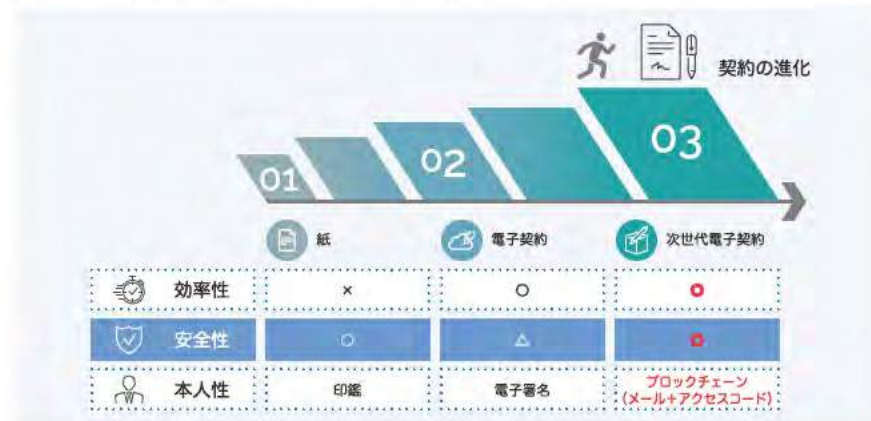 契約の進化
01
02
03
紙
電子契約
次世代電子契約
効率性 × ○ ○
安全性 ○ △ ○
本人性 印鑑 電子署名 ブロックチェーン
(メール+アクセスコード)